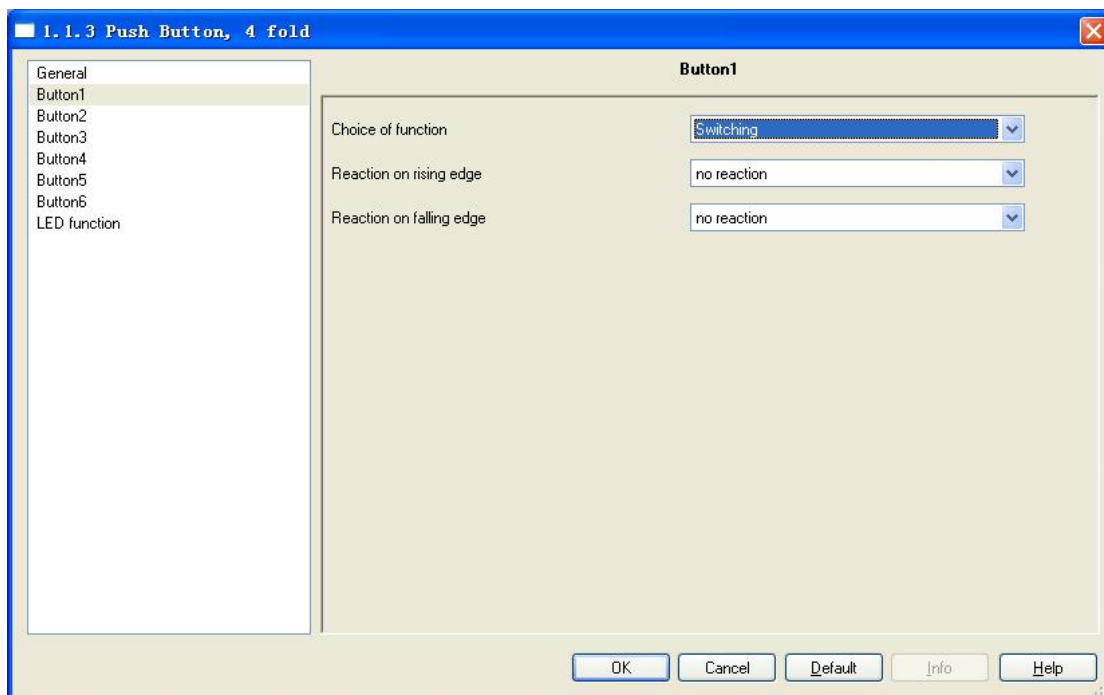 1.1.3 Push Button, 4 fold
General
Button1
Button2
Button3
Button4
Button5
Button6
LED function
Button1
Choice of function Switching
Reaction on rising edge no reaction
Reaction on falling edge no reaction
OK Cancel Default Info Help